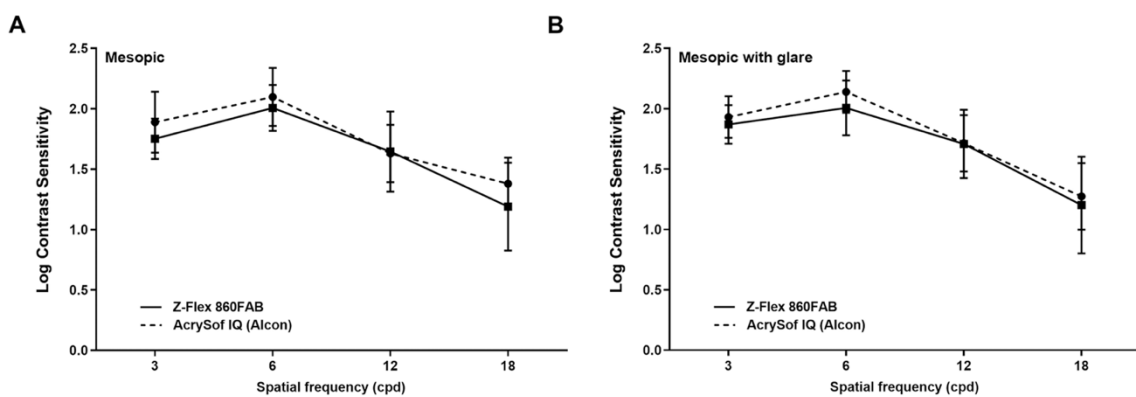 A
Mesopic
Log Contrast Sensitivity
2.5
2.0
1.5
1.0
0.5
0.0
Z-Flex 860FAB
AcrySof IQ (Alcon)
3 6 12 18
Spatial frequency (cpd)
B
Mesopic with glare
Log Contrast Sensitivity
2.5
2.0
1.5
1.0
0.5
0.0
Z-Flex 860FAB
AcrySof IQ (Alcon)
3 6 12 18
Spatial frequency (cpd)